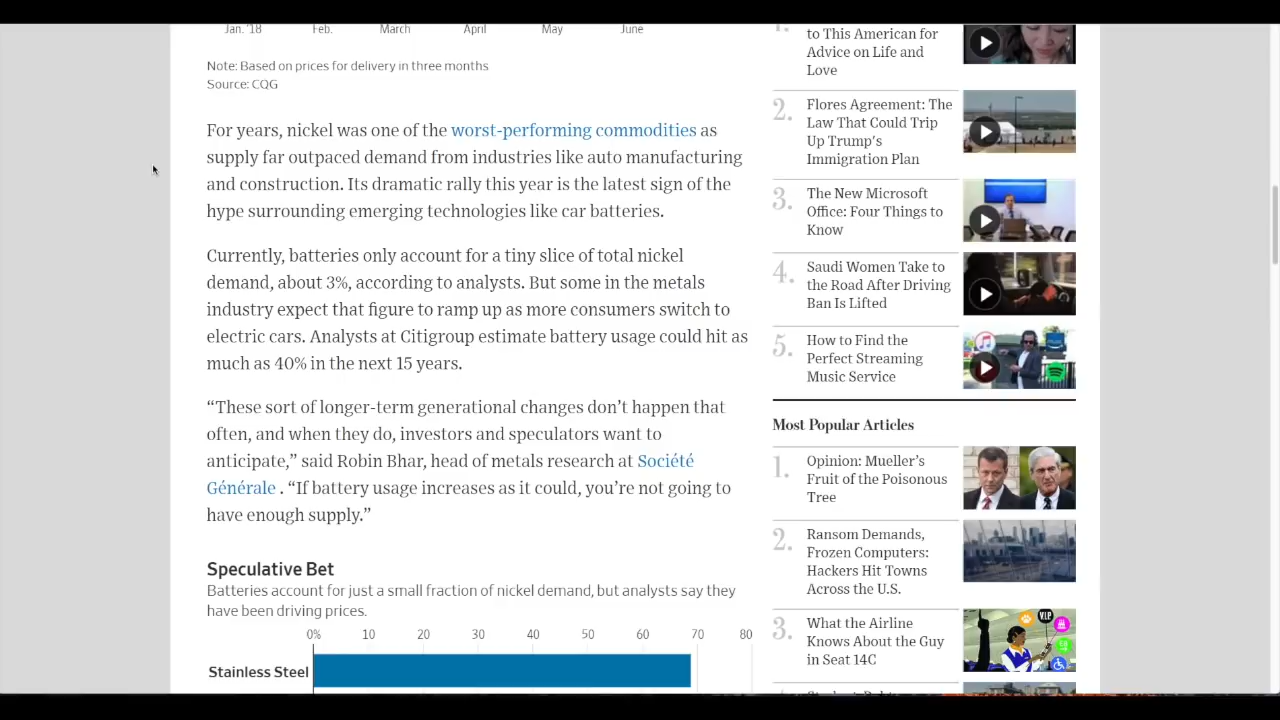 Jan. '18 Feb. March April May June
Note: Based on prices for delivery in three months
Source: CQG
For years, nickel was one of the worst-performing commodities as
supply far outpaced demand from industries like auto manufacturing
and construction. Its dramatic rally this year is the latest sign of the
hype surrounding emerging technologies like car batteries.
Currently, batteries only account for a tiny slice of total nickel
demand, about 3%, according to analysts. But some in the metals
industry expect that figure to ramp up as more consumers switch to
electric cars. Analysts at Citigroup estimate battery usage could hit as
much as 40% in the next 15 years.
“These sort of longer-term generational changes don’t happen that
often, and when they do, investors and speculators want to
anticipate,” said Robin Bhar, head of metals research at Société
Générale . “If battery usage increases as it could, you’re not going to
have enough supply.”
Speculative Bet
Batteries account for just a small fraction of nickel demand, but analysts say they
have been driving prices.
0% 10 20 30 40 50 60 70 80
Stainless Steel
1.
to This American for
Advice on Life and
Love
2.
Flores Agreement: The
Law That Could Trip
Up Trump's
Immigration Plan
3.
The New Microsoft
Office: Four Things to
Know
4.
Saudi Women Take to
the Road After Driving
Ban Is Lifted
5.
How to Find the
Perfect Streaming
Music Service
Most Popular Articles
1.
Opinion: Mueller’s
Fruit of the Poisonous
Tree
2.
Ransom Demands,
Frozen Computers:
Hackers Hit Towns
Across the U.S.
3.
What the Airline
Knows About the Guy
in Seat 14C
V.I.P